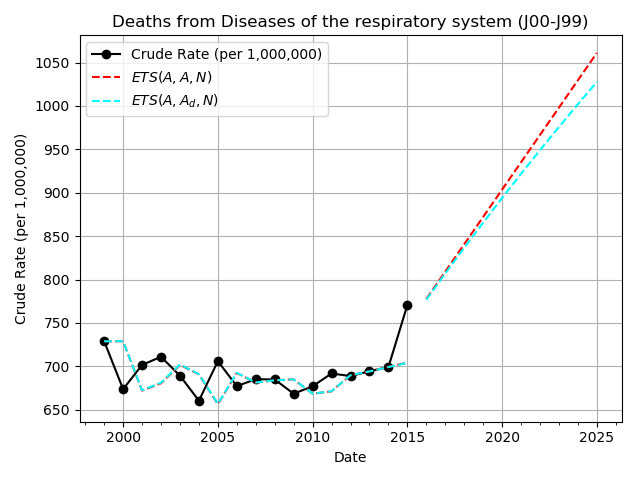 Deaths from Diseases of the respiratory system (J00-J99)
Crude Rate (per 1,000,000)
ETS(A, A, N)
ETS(A, A_d, N)
1050
1000
950
900
850
800
750
700
650
Crude Rate (per 1,000,000)
2000 2005 2010 2015 2020 2025
Date